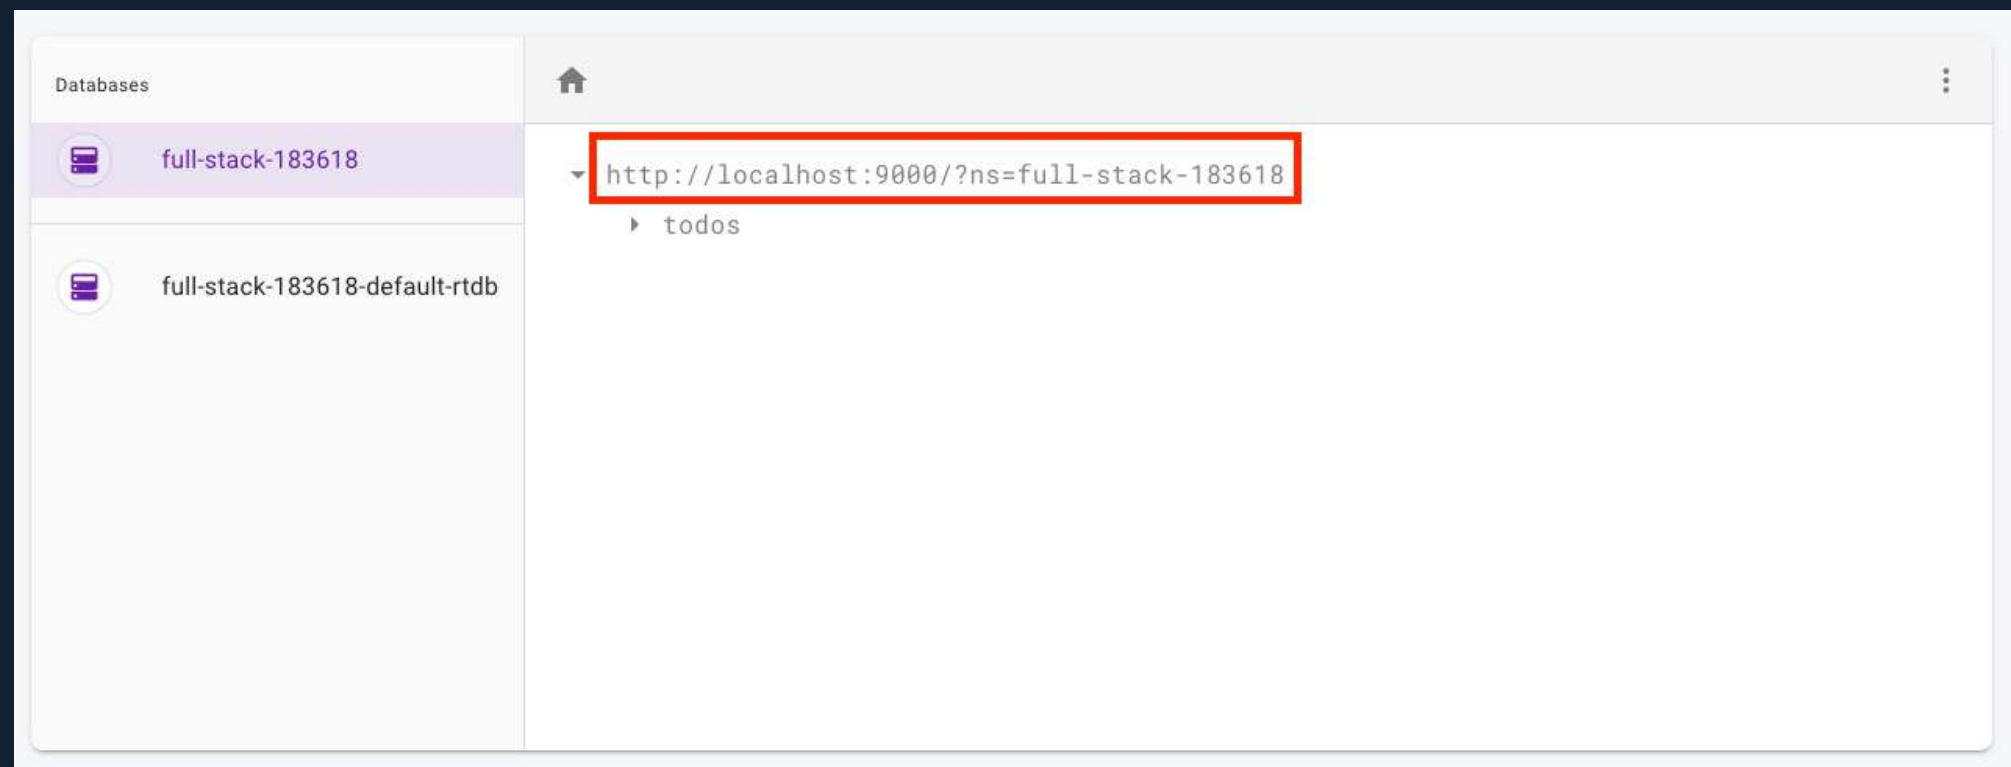 Databases
full-stack-183618
full-stack-183618-default-rtdb
http://localhost:9000/?ns=full-stack-183618
todos